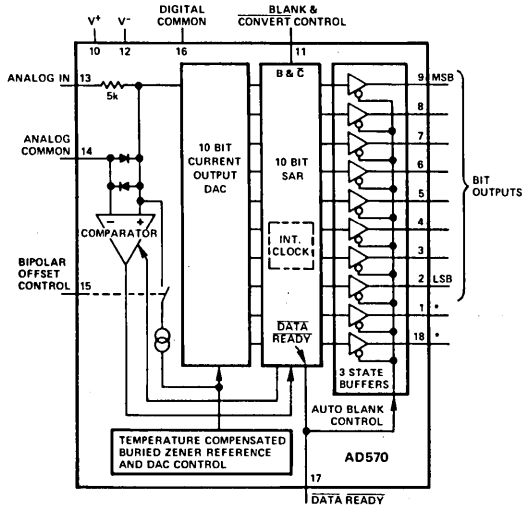 V+ V-
10 12
DIGITAL
COMMON
16
BLANK &
CONVERT CONTROL
11
ANALOG IN 13
5k
ANALOG
COMMON 14
- +
COMPARATOR
BIPOLAR
OFFSET
CONTROL 15
10 BIT
CURRENT
OUTPUT
DAC
B & C
10 BIT
SAR
INT.
CLOCK
DATA
READY
9 MSB
8
7
6
5
4
3
2 LSB
1 *
18 *
BIT
OUTPUTS
3 STATE
BUFFERS
AUTO BLANK
CONTROL
TEMPERATURE COMPENSATED
BURIED ZENER REFERENCE
AND DAC CONTROL
AD570
17
DATA READY